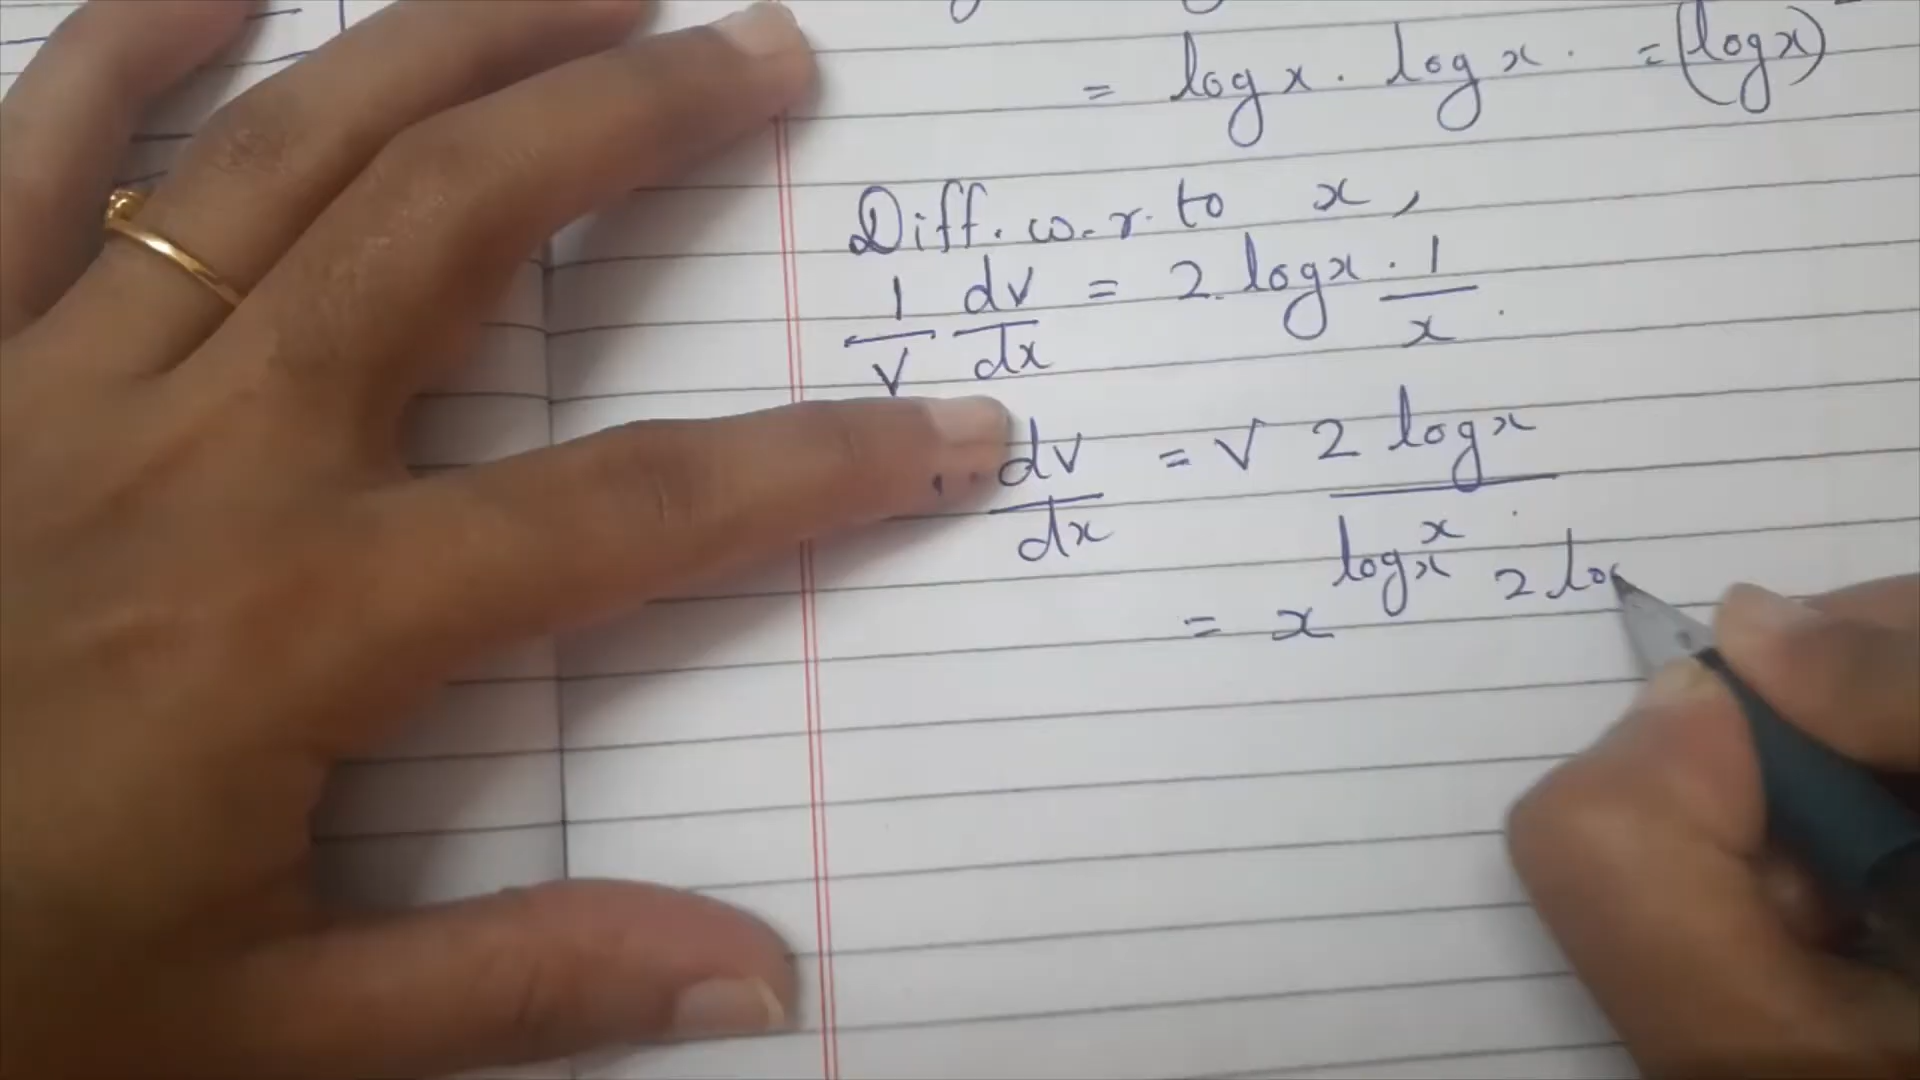 = log x . log x . = (log x)
Diff. w.r. to x,
1/v dv/dx = 2. log x . 1/x .
. . dv/dx = v 2 log x / x
= x^log x 2 lo